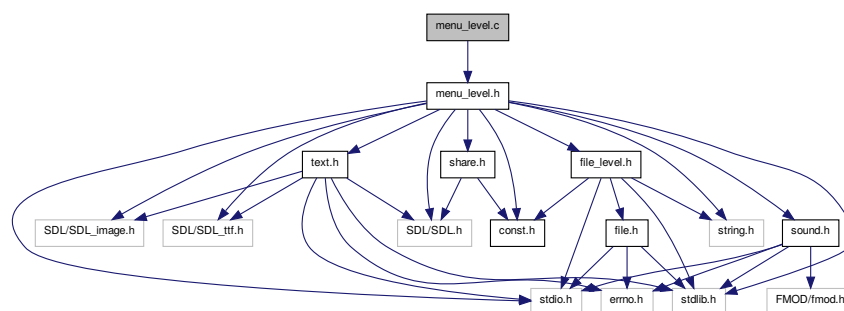 menu_level.c
menu_level.h
text.h
share.h
file_level.h
SDL/SDL_image.h
SDL/SDL_ttf.h
SDL/SDL.h
const.h
file.h
string.h
sound.h
stdio.h
errno.h
stdlib.h
FMOD/fmod.h